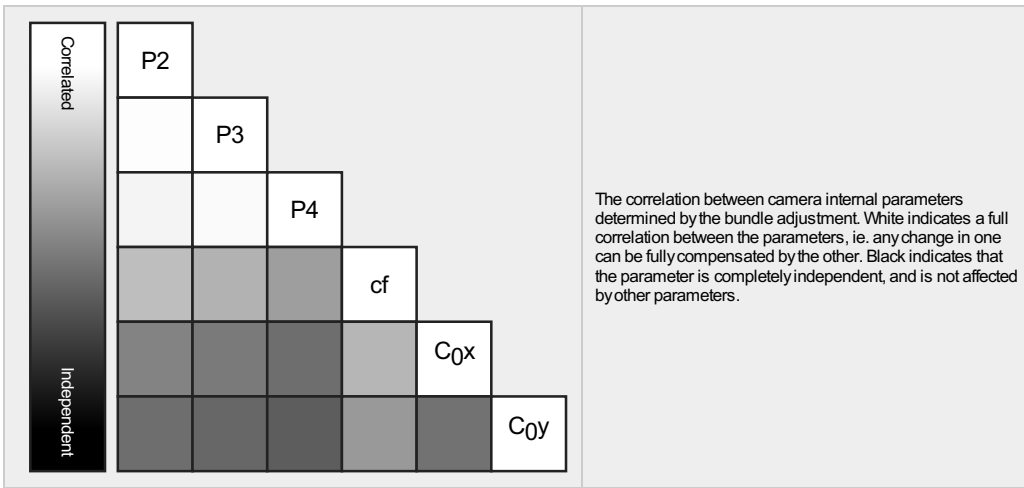 Correlated
Independent
P2
P3
P4
cf
C0x
C0y
The correlation between camera internal parameters
determined by the bundle adjustment. White indicates a full
correlation between the parameters, ie. any change in one
can be fully compensated by the other. Black indicates that
the parameter is completely independent, and is not affected
by other parameters.